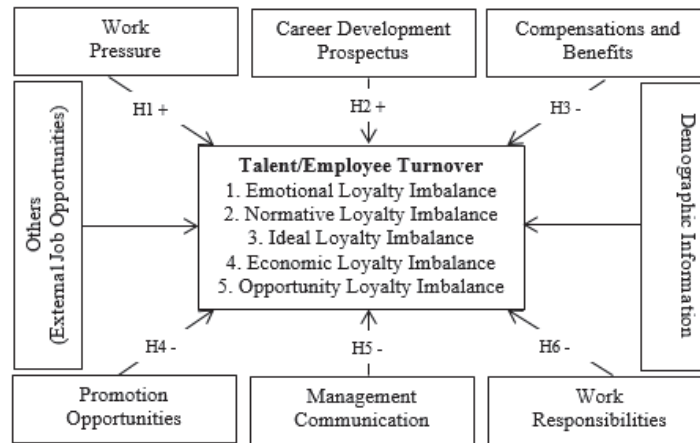 Work
Pressure
Career Development
Prospectus
Compensations and
Benefits
H1 +
H2 +
H3 -
Others
(External Job Opportunities)
Talent/Employee Turnover
1. Emotional Loyalty Imbalance
2. Normative Loyalty Imbalance
3. Ideal Loyalty Imbalance
4. Economic Loyalty Imbalance
5. Opportunity Loyalty Imbalance
Demographic Information
H4 -
H5 -
H6 -
Promotion
Opportunities
Management
Communication
Work
Responsibilities